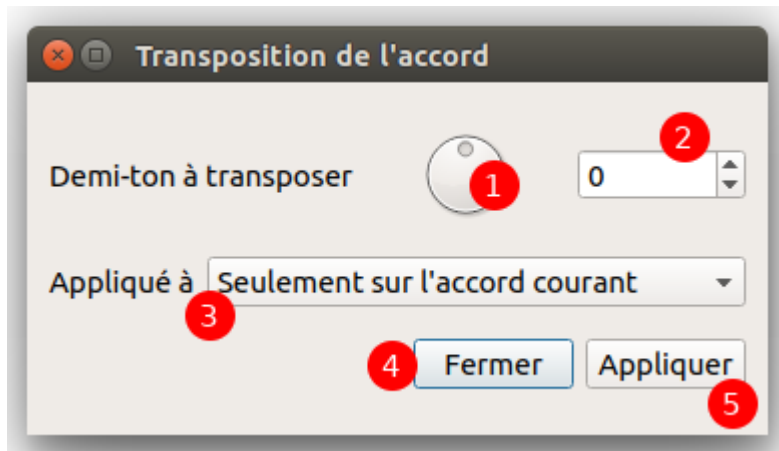 Transposition de l'accord
2
Demi-ton à transposer 1 0
Appliqué à Seulement sur l'accord courant
3
4 Fermer Appliquer
5